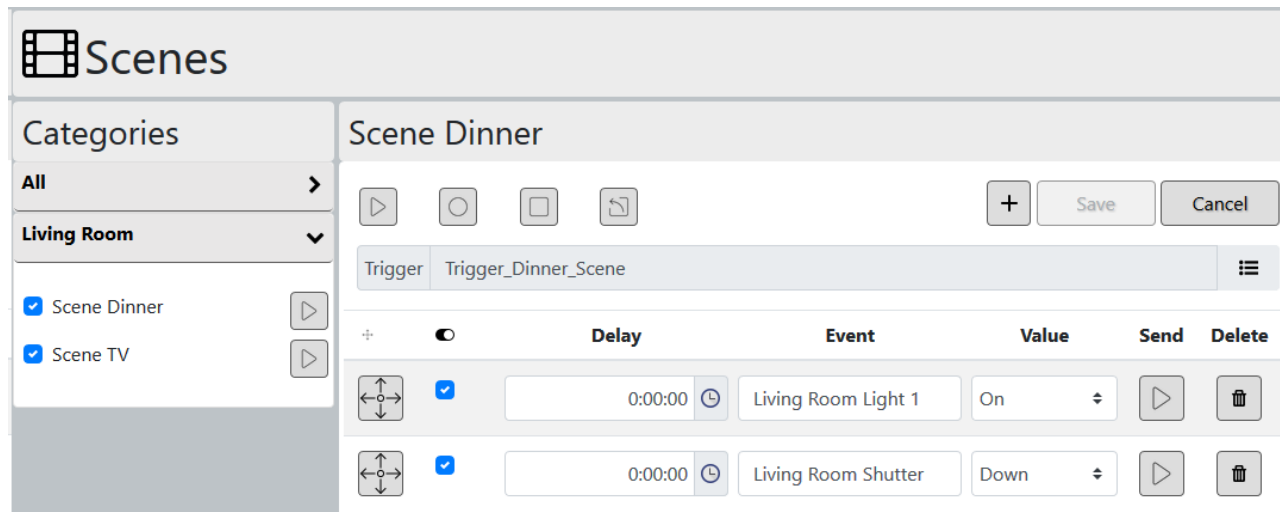 Scenes
Categories
All
Living Room
Scene Dinner
Scene TV
Scene Dinner
+ Save Cancel
Trigger Trigger_Dinner_Scene
Delay Event Value Send Delete
0:00:00 Living Room Light 1 On
0:00:00 Living Room Shutter Down